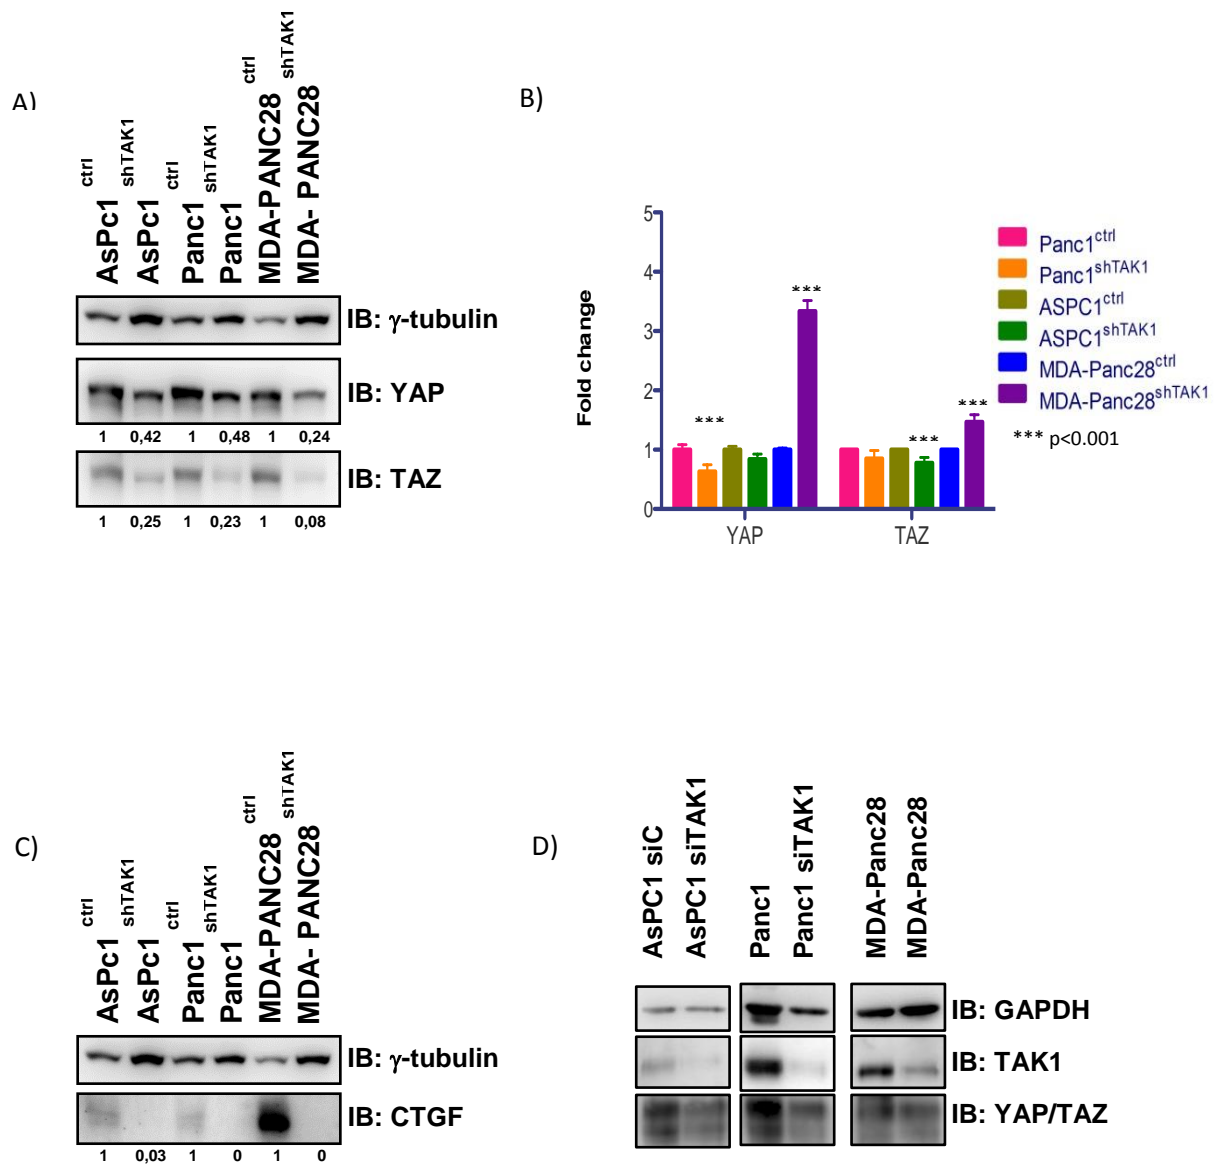 A)
ctrl
shTAK1
ctrl
shTAK1
ctrl
shTAK1
AsPc1
AsPc1
Panc1
Panc1
MDA-PANC28
MDA- PANC28
IB: γ-tubulin
IB: YAP
1 0,42 1 0,48 1 0,24
IB: TAZ
1 0,25 1 0,23 1 0,08
B)
Fold change
5
4
3
2
1
0
***
***
***
***
YAP
TAZ
Panc1ctrl
Panc1shTAK1
ASPC1ctrl
ASPC1shTAK1
MDA-Panc28ctrl
MDA-Panc28shTAK1
*** p<0.001
C)
ctrl
shTAK1
ctrl
shTAK1
ctrl
shTAK1
AsPc1
AsPc1
Panc1
Panc1
MDA-PANC28
MDA- PANC28
IB: γ-tubulin
IB: CTGF
1 0,03 1 0 1 0
D)
AsPC1 siC
AsPC1 siTAK1
Panc1
Panc1 siTAK1
MDA-Panc28
MDA-Panc28
IB: GAPDH
IB: TAK1
IB: YAP/TAZ